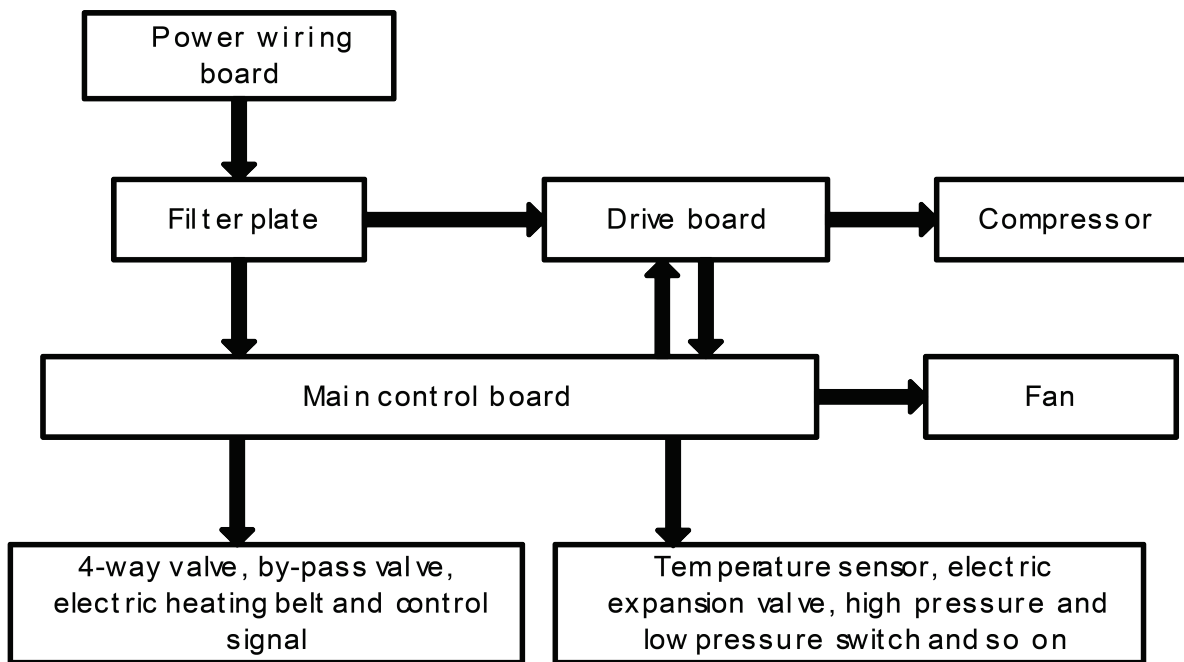 Power wiring
board
Filter plate
Drive board
Compressor
Main control board
Fan
4-way valve, by-pass valve,
electric heating belt and control
signal
Temperature sensor, electric
expansion valve, high pressure and
low pressure switch and so on